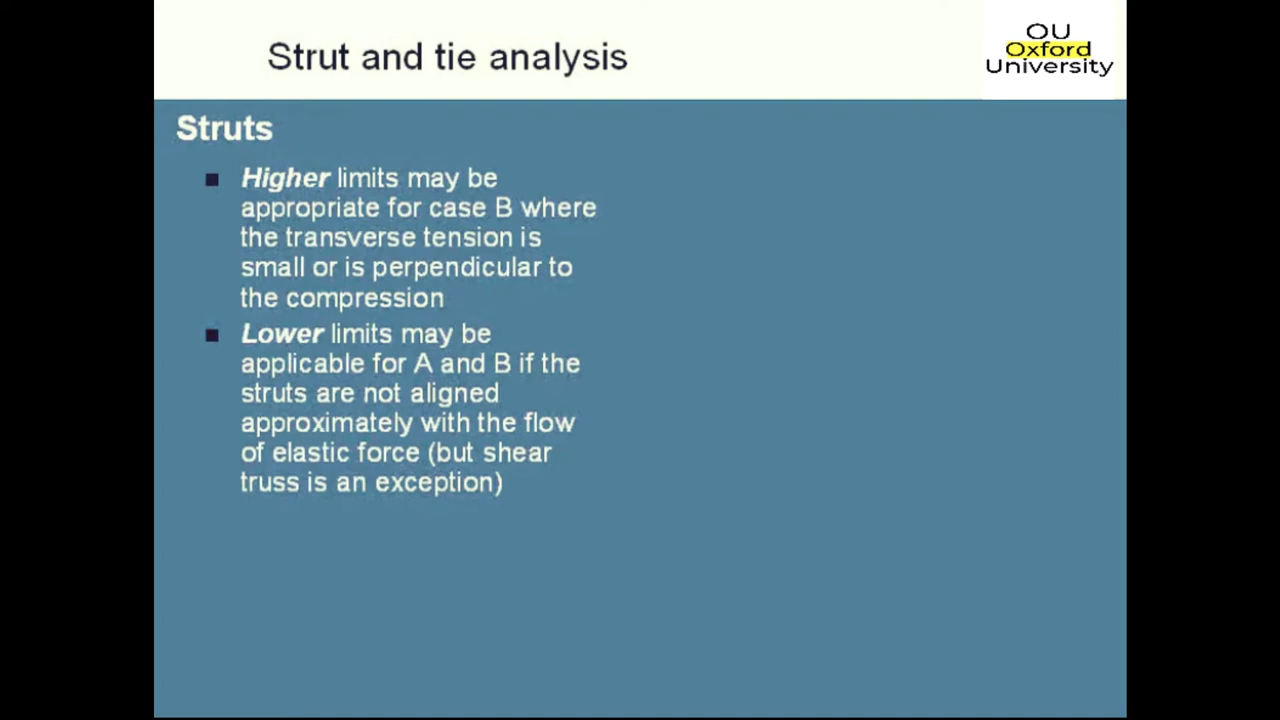 Strut and tie analysis
OU
Oxford
University
Struts
Higher limits may be
appropriate for case B where
the transverse tension is
small or is perpendicular to
the compression
Lower limits may be
applicable for A and B if the
struts are not aligned
approximately with the flow
of elastic force (but shear
truss is an exception)